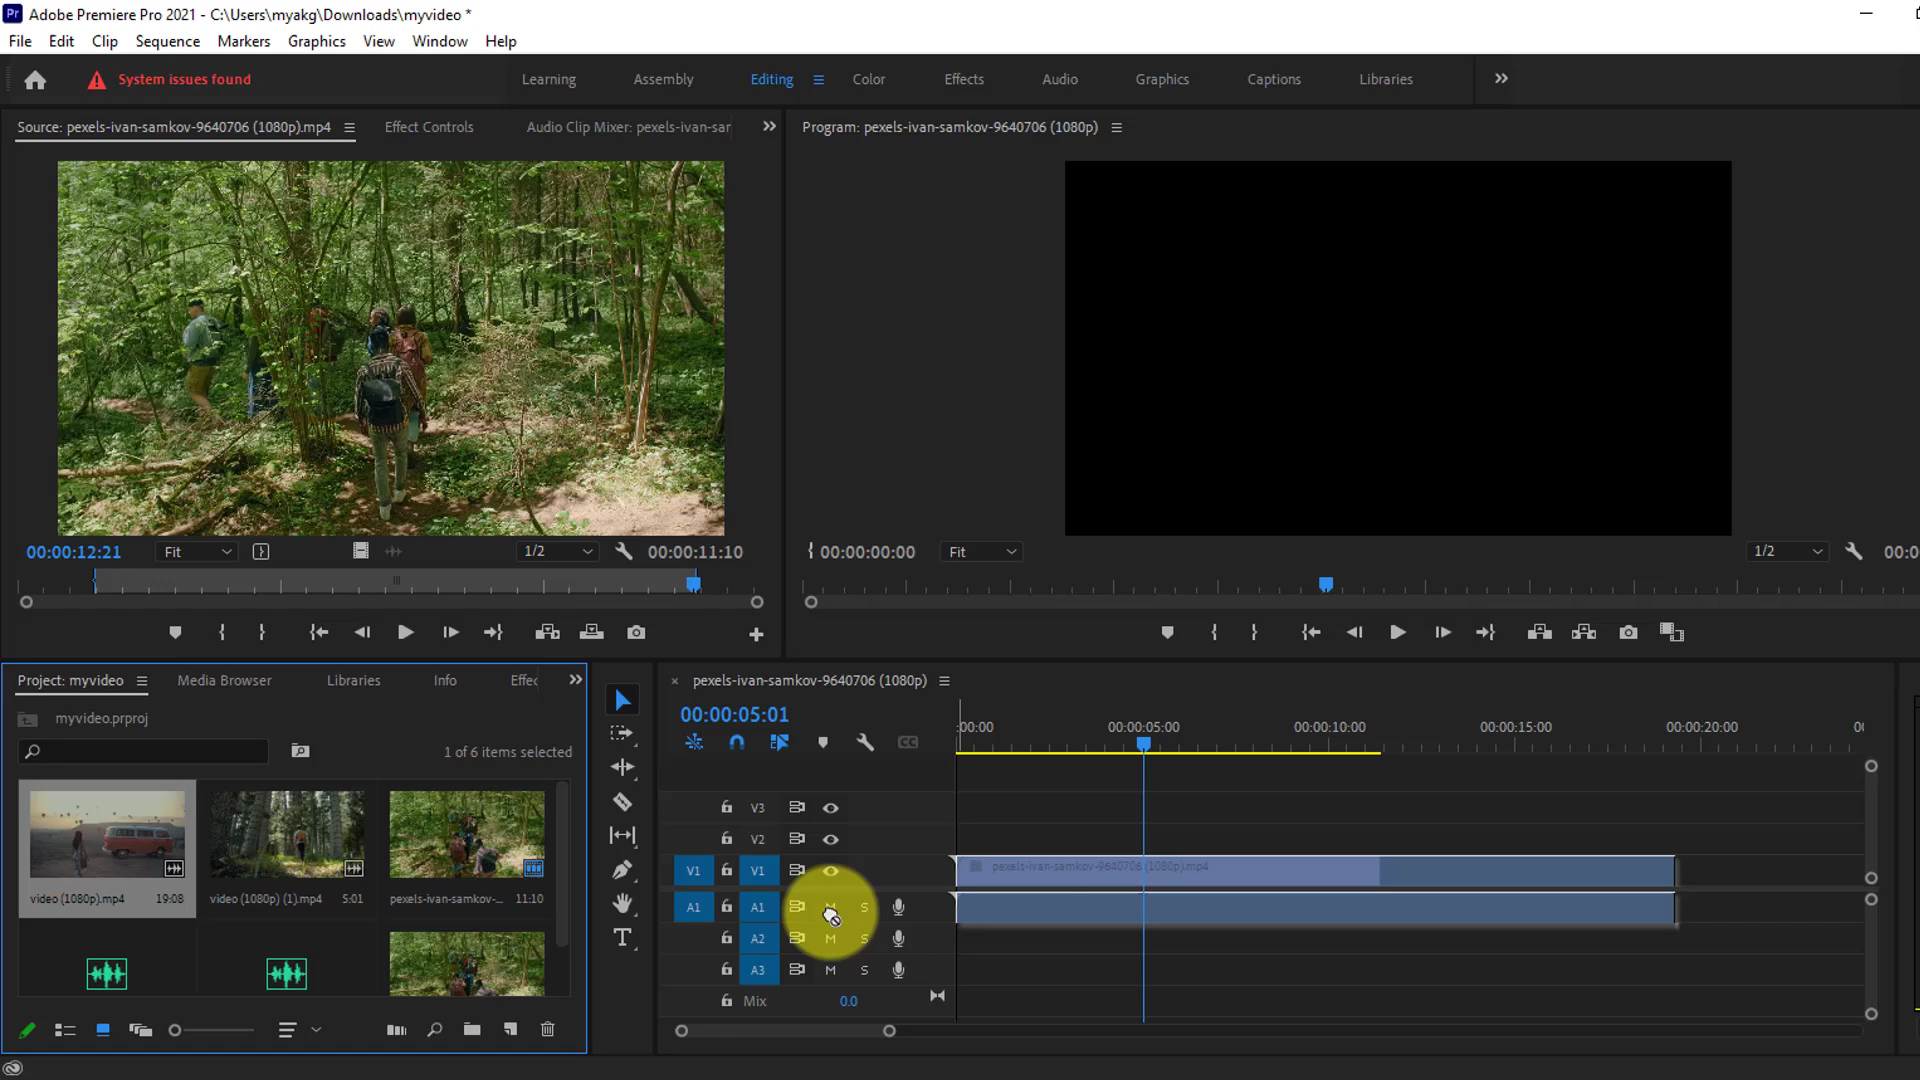 Pr Adobe Premiere Pro 2021 - C:\Users\myakg\Downloads\myvideo *
File Edit Clip Sequence Markers Graphics View Window Help
System issues found Learning Assembly Editing Color Effects Audio Graphics Captions Libraries
Source: pexels-ivan-samkov-9640706 (1080p).mp4 Effect Controls Audio Clip Mixer: pexels-ivan-sar
Program: pexels-ivan-samkov-9640706 (1080p)
00:00:12:21 Fit 1/2 00:00:11:10
00:00:00:00 Fit 1/2 00:0
Project: myvideo Media Browser Libraries Info Effec
myvideo.prproj
1 of 6 items selected
video (1080p).mp4 19:08
video (1080p) (1).mp4 5:01
pexels-ivan-samkov-... 11:10
pexels-ivan-samkov-9640706 (1080p)
00:00:05:01
:00:00 00:00:05:00 00:00:10:00 00:00:15:00 00:00:20:00 00
V3
V2
V1 V1 pexels-ivan-samkov-9640706 (1080p).mp4
A1 A1 M S
A2 M S
A3 M S
Mix 0.0